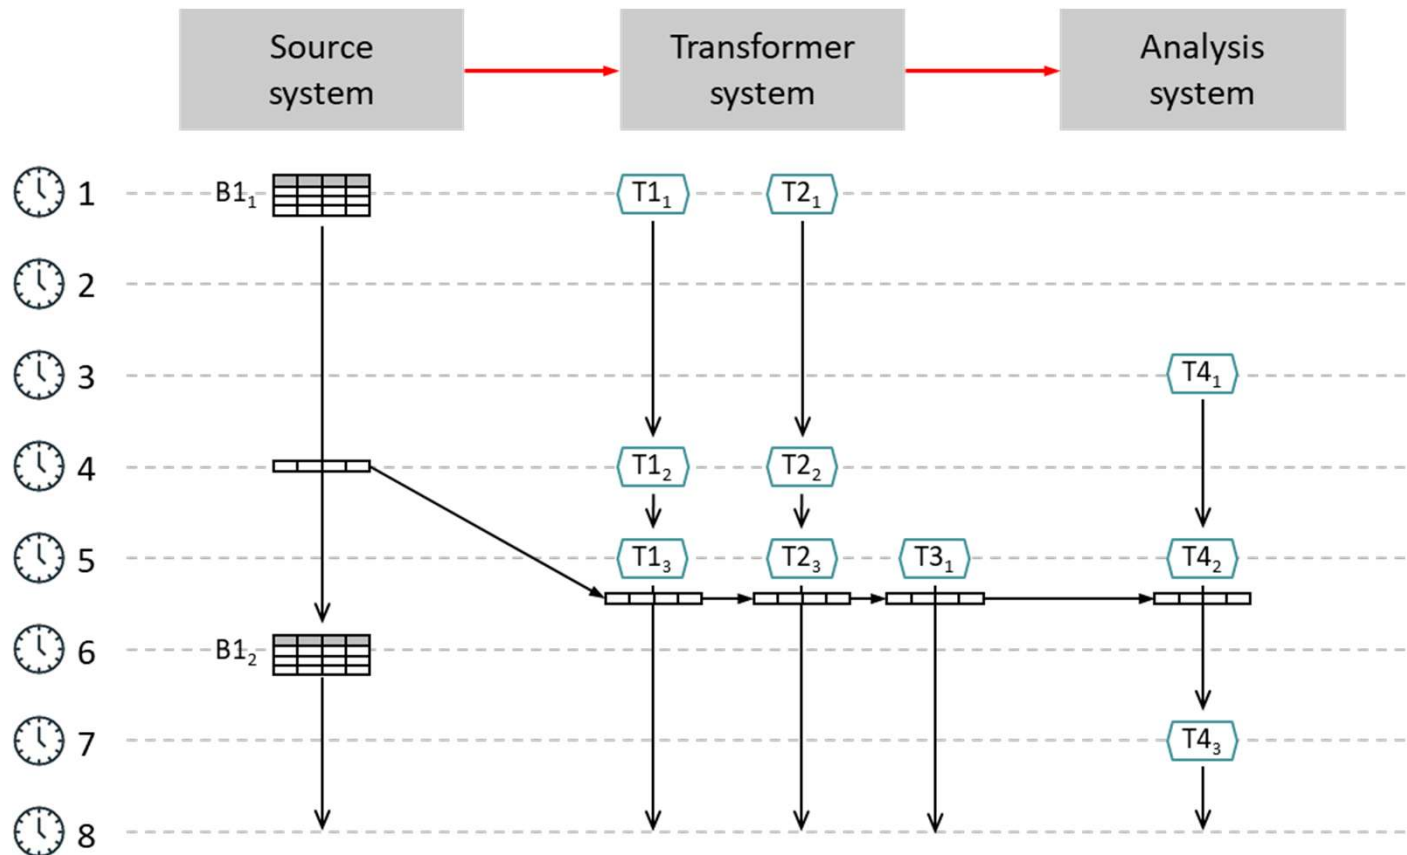 Source
system
Transformer
system
Analysis
system
1
B1₁
T1₁
T2₁
2
3
T4₁
4
T1₂
T2₂
5
T1₃
T2₃
T3₁
T4₂
6
B1₂
7
T4₃
8